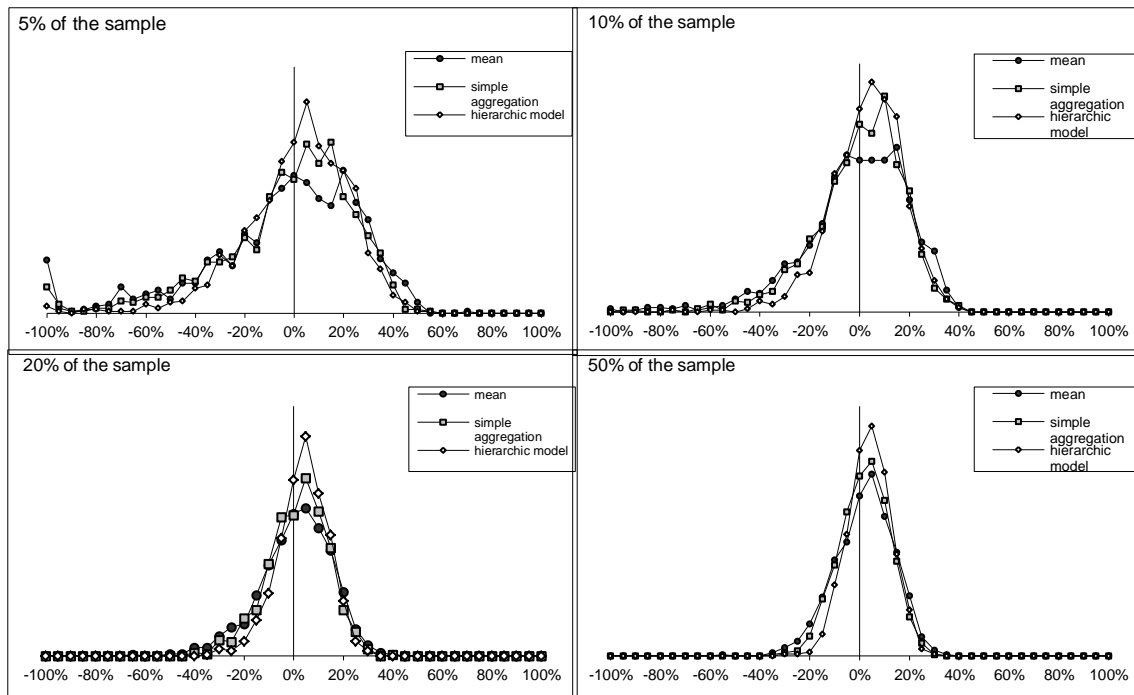 5% of the sample
mean
simple
aggregation
hierarchic model
-100% -80% -60% -40% -20% 0% 20% 40% 60% 80% 100%
10% of the sample
mean
simple
aggregation
hierarchic
model
-100% -80% -60% -40% -20% 0% 20% 40% 60% 80% 100%
20% of the sample
mean
simple
aggregation
hierarchic model
-100% -80% -60% -40% -20% 0% 20% 40% 60% 80% 100%
50% of the sample
mean
simple
aggregation
hierarchic
model
-100% -80% -60% -40% -20% 0% 20% 40% 60% 80% 100%